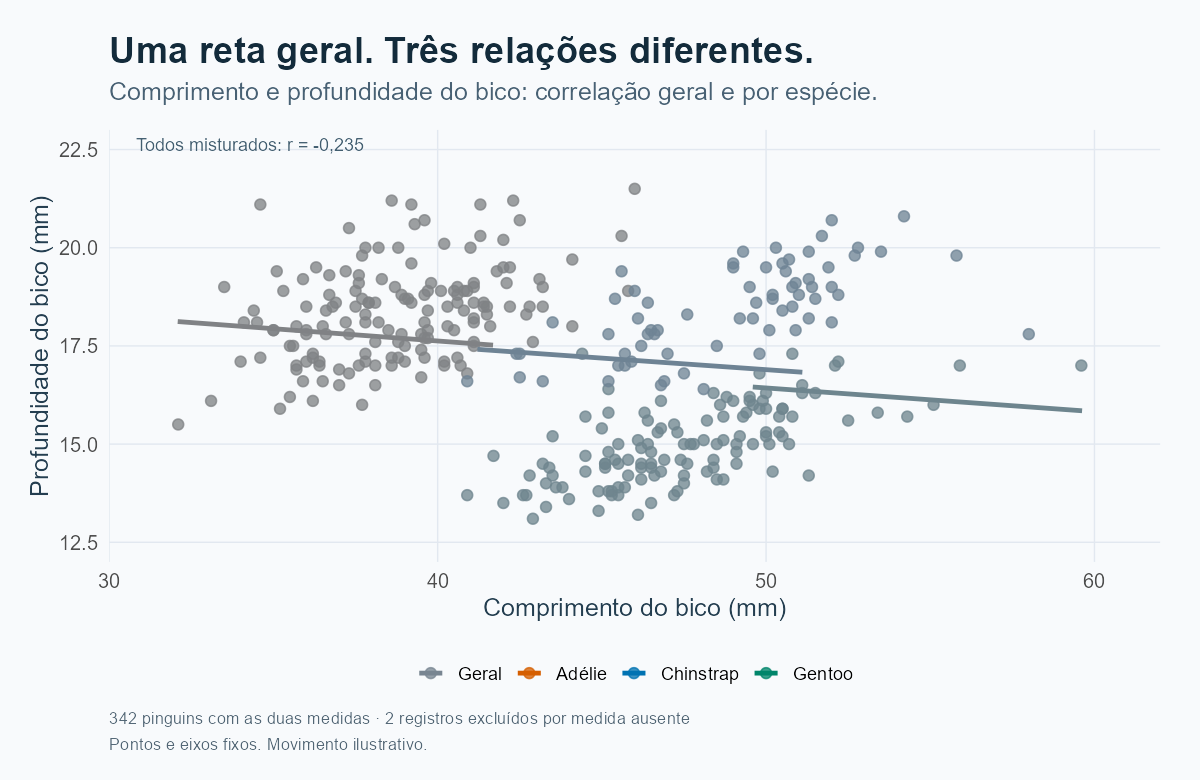 Uma reta geral. Três relações diferentes.
Comprimento e profundidade do bico: correlação geral e por espécie.
Todos misturados: r = -0,235
22.5
20.0
17.5
15.0
12.5
Profundidade do bico (mm)
30 40 50 60
Comprimento do bico (mm)
Geral Adélie Chinstrap Gentoo
342 pinguins com as duas medidas · 2 registros excluídos por medida ausente
Pontos e eixos fixos. Movimento ilustrativo.